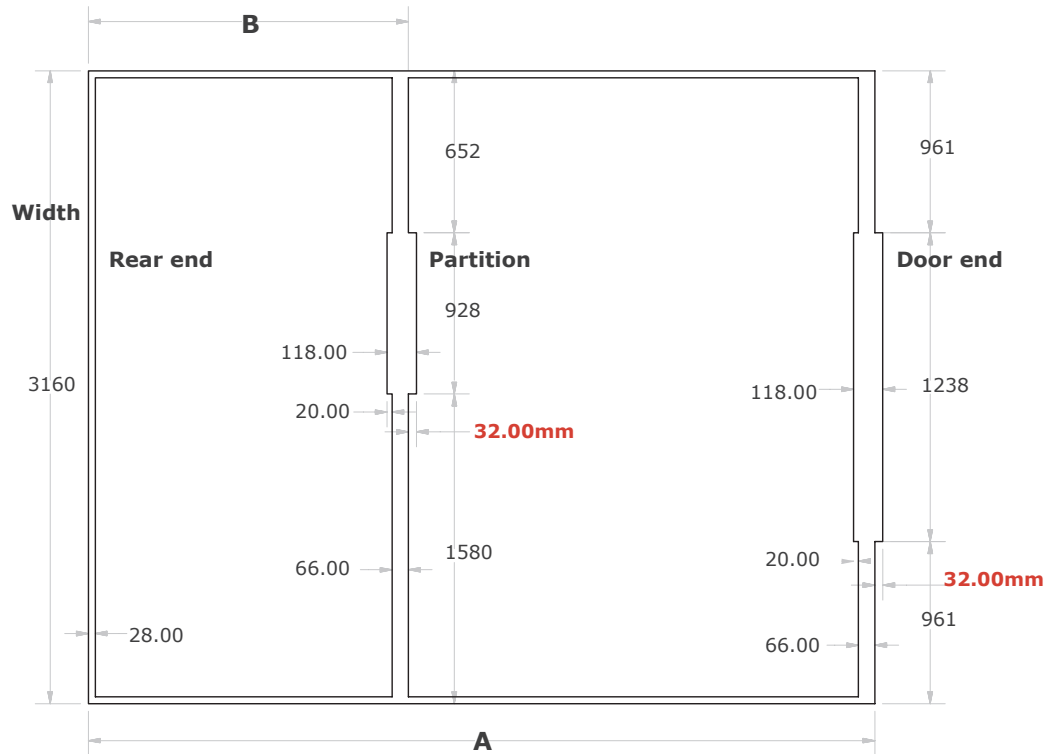 B
652
961
Width
Rear end
Partition
Door end
928
118.00
3160
118.00
1238
20.00
32.00mm
1580
20.00
66.00
32.00mm
961
28.00
66.00
A